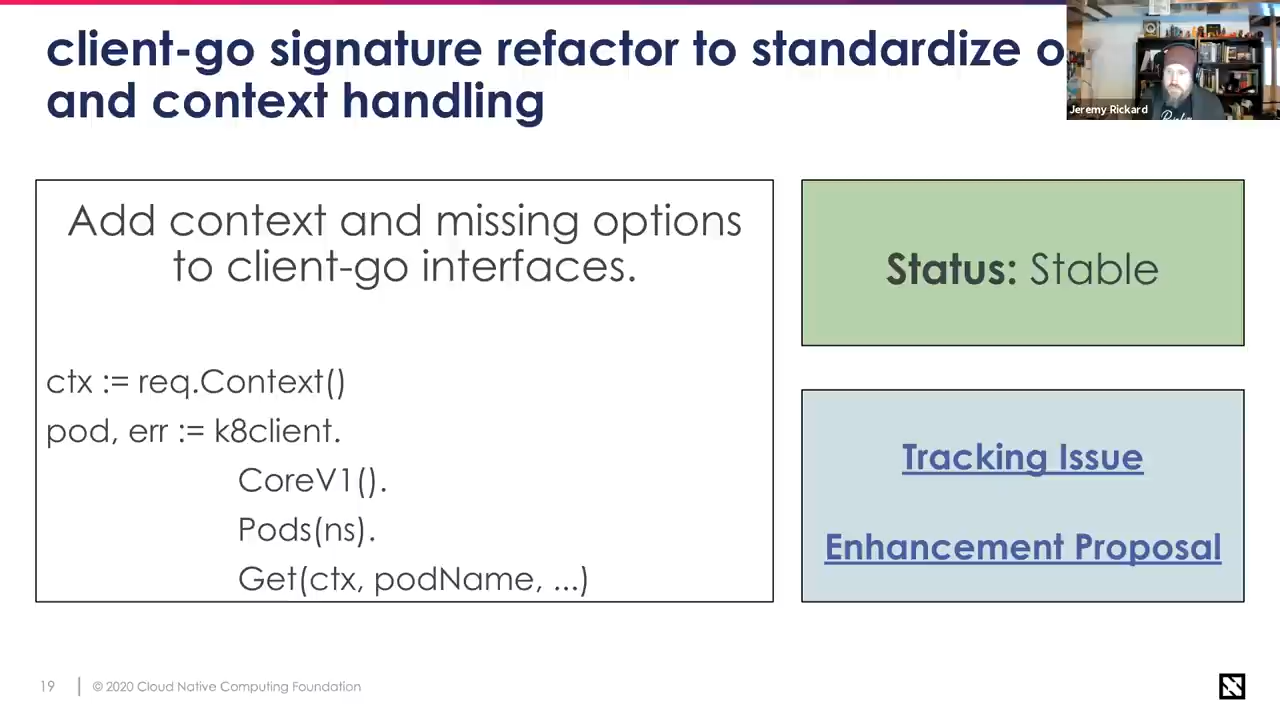 client-go signature refactor to standardize o
and context handling
Jeremy Rickard
Add context and missing options
to client-go interfaces.
ctx := req.Context()
pod, err := k8client.
CoreV1().
Pods(ns).
Get(ctx, podName, ...)
Status: Stable
Tracking Issue
Enhancement Proposal
19
© 2020 Cloud Native Computing Foundation